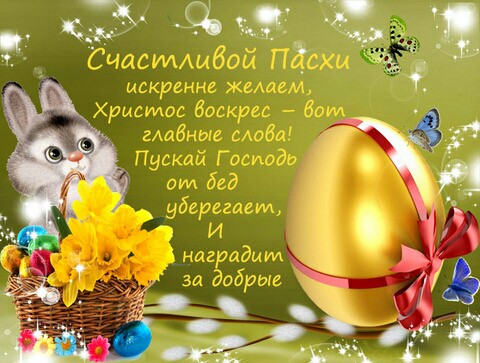 Счастливой Пасхи
искренне желаем,
Христос воскрес – вот
главные слова!
Пускай Господь
от бед
уберегает,
И
наградит
за добрые